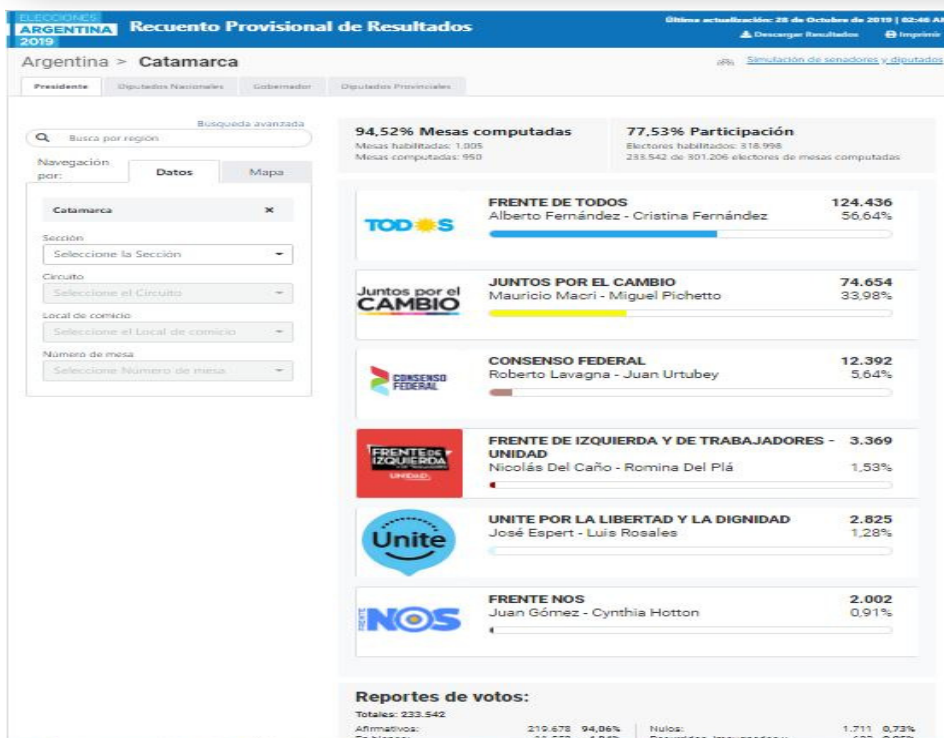 ELECCIONES
ARGENTINA
2019
Recuento Provisional de Resultados
Última actualización: 28 de Octubre de 2019 | 02:46 AM
Descargar Resultados
Imprimir
Argentina > Catamarca
Simulación de senadores y diputados
Presidente
Diputados Nacionales
Gobernador
Diputados Provinciales
Búsqueda avanzada
Busca por región
Navegación por:
Datos
Mapa
Catamarca
Sección
Seleccione la Sección
Circuito
Seleccione el Circuito
Local de comicio
Seleccione el Local de comicio
Número de mesa
Seleccione Número de mesa
94,52% Mesas computadas
Mesas habilitadas: 1.005
Mesas computadas: 950
77,53% Participación
Electores habilitados: 318.998
233.542 de 301.206 electores de mesas computadas
TODOS
FRENTE DE TODOS 124.436
Alberto Fernández - Cristina Fernández 56,64%
Juntos por el
CAMBIO
JUNTOS POR EL CAMBIO 74.654
Mauricio Macri - Miguel Pichetto 33,98%
CONSENSO
FEDERAL
CONSENSO FEDERAL 12.392
Roberto Lavagna - Juan Urtubey 5,64%
FRENTE DE
IZQUIERDA
UNIDAD
FRENTE DE IZQUIERDA Y DE TRABAJADORES - 3.369
UNIDAD
Nicolás Del Caño - Romina Del Plá 1,53%
Unite
UNITE POR LA LIBERTAD Y LA DIGNIDAD 2.825
José Espert - Luis Rosales 1,28%
FRENTE
NOS
FRENTE NOS 2.002
Juan Gómez - Cynthia Hotton 0,91%
Reportes de votos:
Totales: 233.542
Afirmativos: 219.678 94,06%
Nulos: 1.711 0,73%